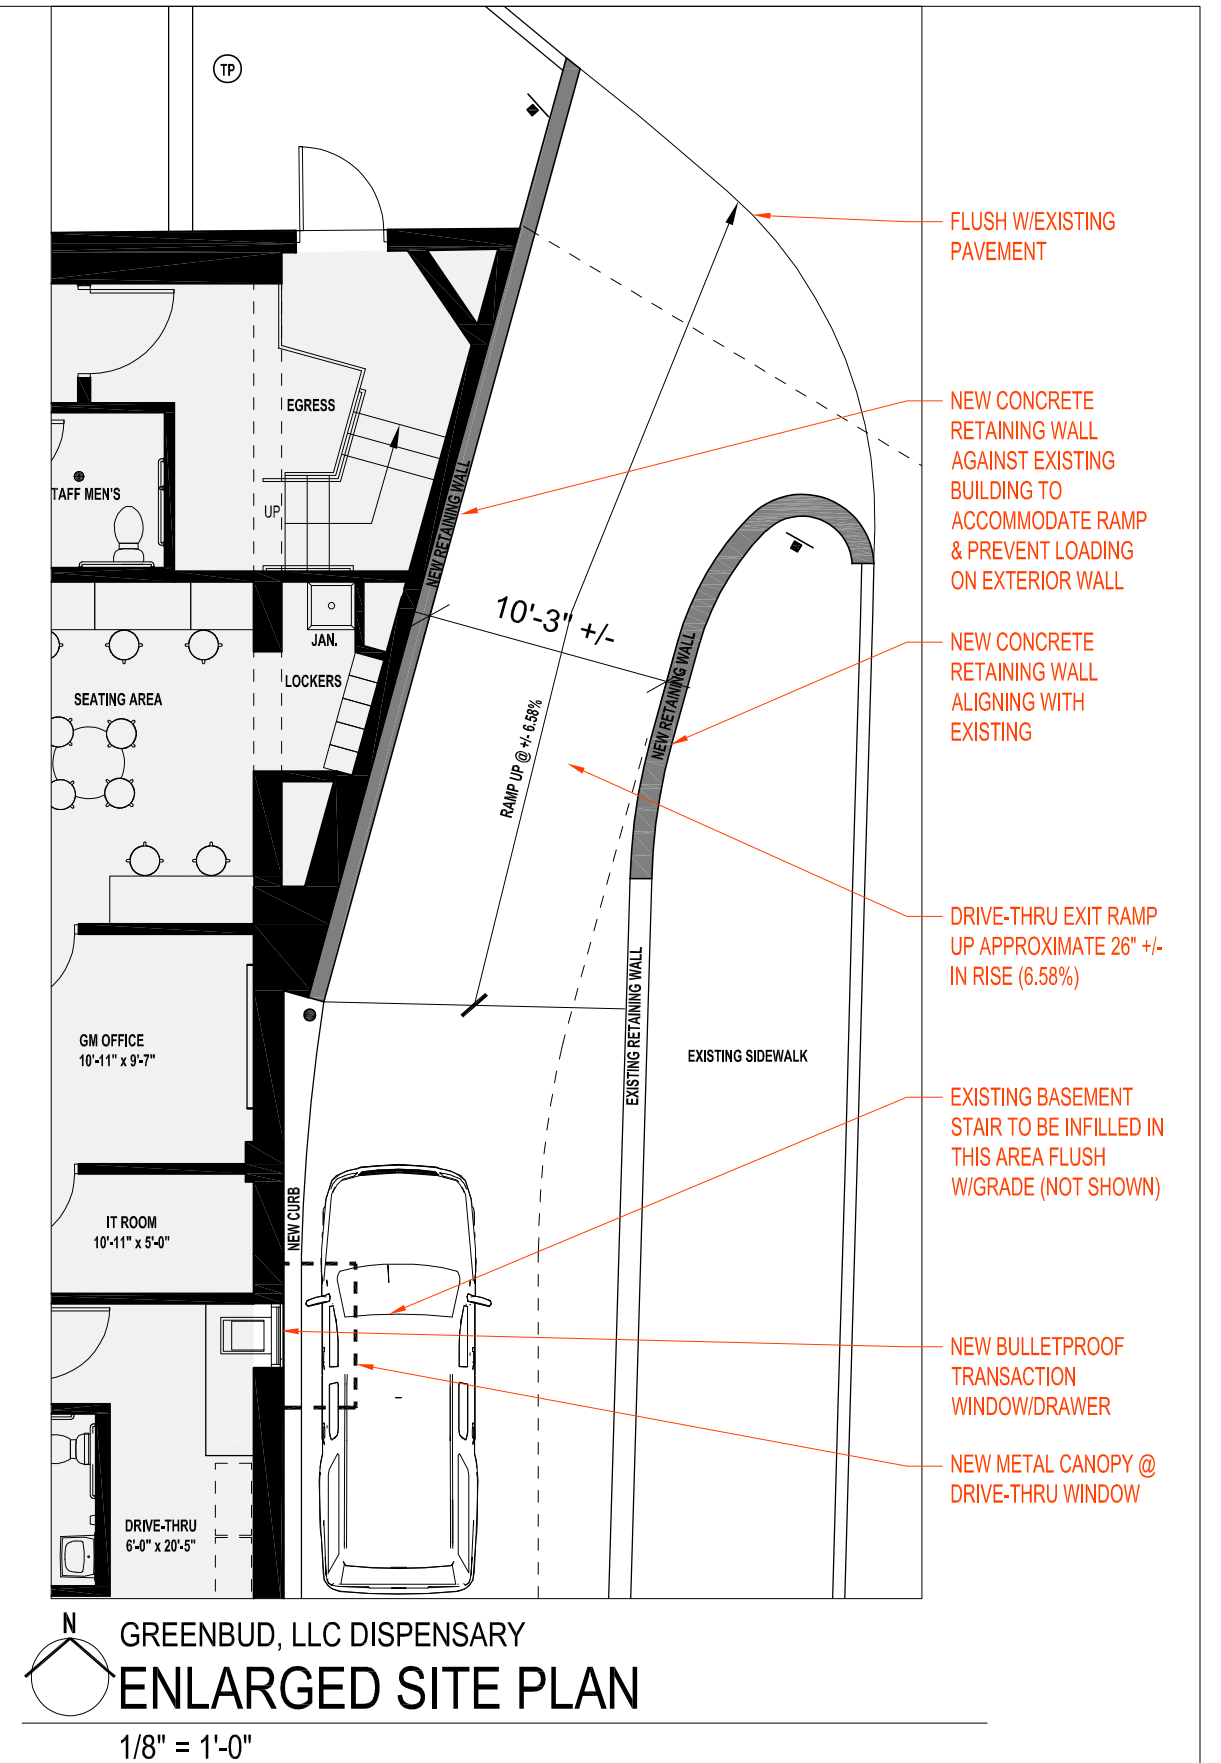 TP
FLUSH W/EXISTING
PAVEMENT
EGRESS
UP
TAFF MEN'S
NEW RETAINING WALL
NEW CONCRETE
RETAINING WALL
AGAINST EXISTING
BUILDING TO
ACCOMMODATE RAMP
& PREVENT LOADING
ON EXTERIOR WALL
10'-3" +/-
JAN.
LOCKERS
SEATING AREA
NEW RETAINING WALL
NEW CONCRETE
RETAINING WALL
ALIGNING WITH
EXISTING
RAMP UP @ +/- 6.58%
DRIVE-THRU EXIT RAMP
UP APPROXIMATE 26" +/-
IN RISE (6.58%)
EXISTING RETAINING WALL
GM OFFICE
10'-11" x 9'-7"
EXISTING SIDEWALK
EXISTING BASEMENT
STAIR TO BE INFILLED IN
THIS AREA FLUSH
W/GRADE (NOT SHOWN)
NEW CURB
IT ROOM
10'-11" x 5'-0"
NEW BULLETPROOF
TRANSACTION
WINDOW/DRAWER
NEW METAL CANOPY @
DRIVE-THRU WINDOW
DRIVE-THRU
6'-0" x 20'-5"
N
GREENBUD, LLC DISPENSARY
ENLARGED SITE PLAN
1/8" = 1'-0"